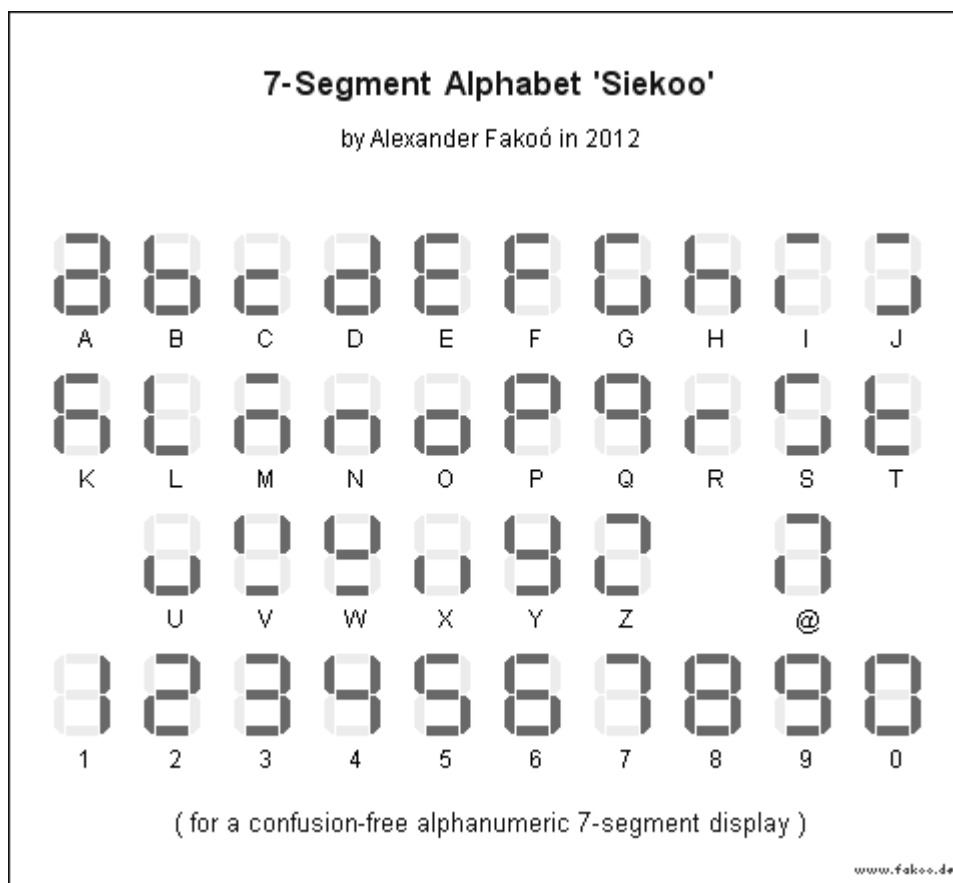 7-Segment Alphabet 'Siekoo'
by Alexander Fakoó in 2012
A B C D E F G H I J
K L M N O P Q R S T
U V W X Y Z @
1 2 3 4 5 6 7 8 9 0
( for a confusion-free alphanumeric 7-segment display )
www.fakoo.de